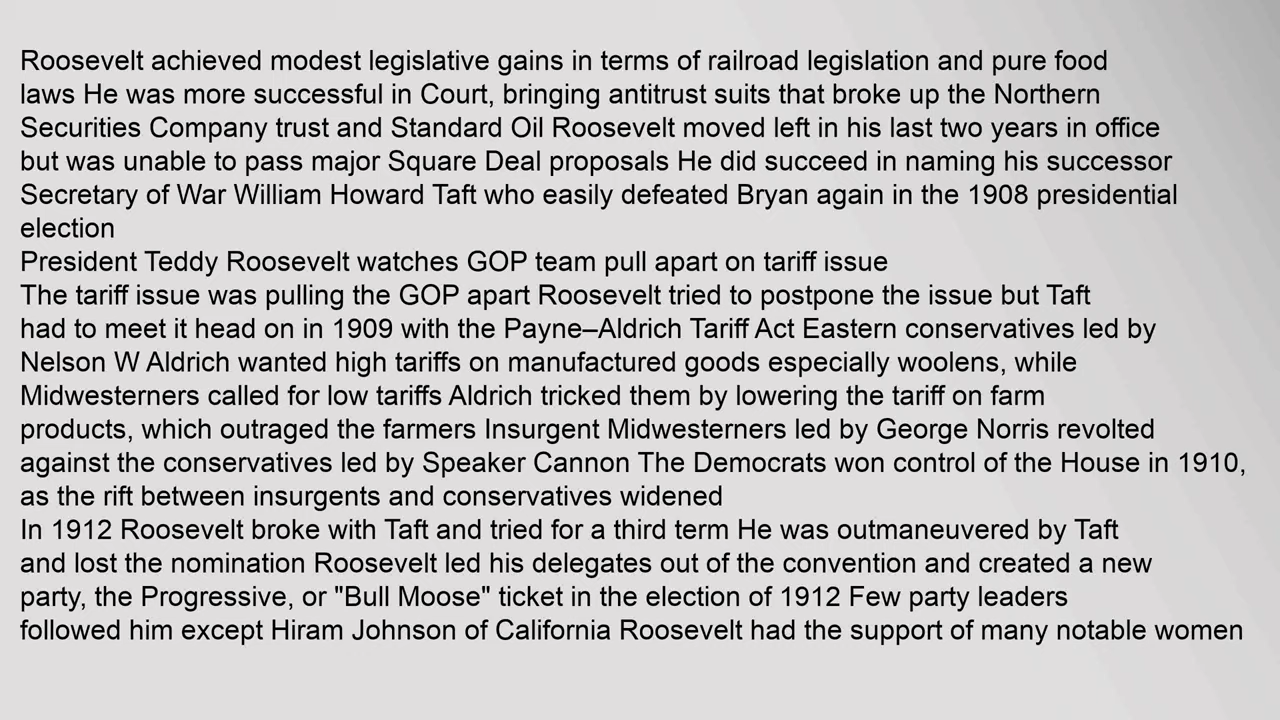 Roosevelt achieved modest legislative gains in terms of railroad legislation and pure food
laws He was more successful in Court, bringing antitrust suits that broke up the Northern
Securities Company trust and Standard Oil Roosevelt moved left in his last two years in office
but was unable to pass major Square Deal proposals He did succeed in naming his successor
Secretary of War William Howard Taft who easily defeated Bryan again in the 1908 presidential
election
President Teddy Roosevelt watches GOP team pull apart on tariff issue
The tariff issue was pulling the GOP apart Roosevelt tried to postpone the issue but Taft
had to meet it head on in 1909 with the Payne–Aldrich Tariff Act Eastern conservatives led by
Nelson W Aldrich wanted high tariffs on manufactured goods especially woolens, while
Midwesterners called for low tariffs Aldrich tricked them by lowering the tariff on farm
products, which outraged the farmers Insurgent Midwesterners led by George Norris revolted
against the conservatives led by Speaker Cannon The Democrats won control of the House in 1910,
as the rift between insurgents and conservatives widened
In 1912 Roosevelt broke with Taft and tried for a third term He was outmaneuvered by Taft
and lost the nomination Roosevelt led his delegates out of the convention and created a new
party, the Progressive, or "Bull Moose" ticket in the election of 1912 Few party leaders
followed him except Hiram Johnson of California Roosevelt had the support of many notable women